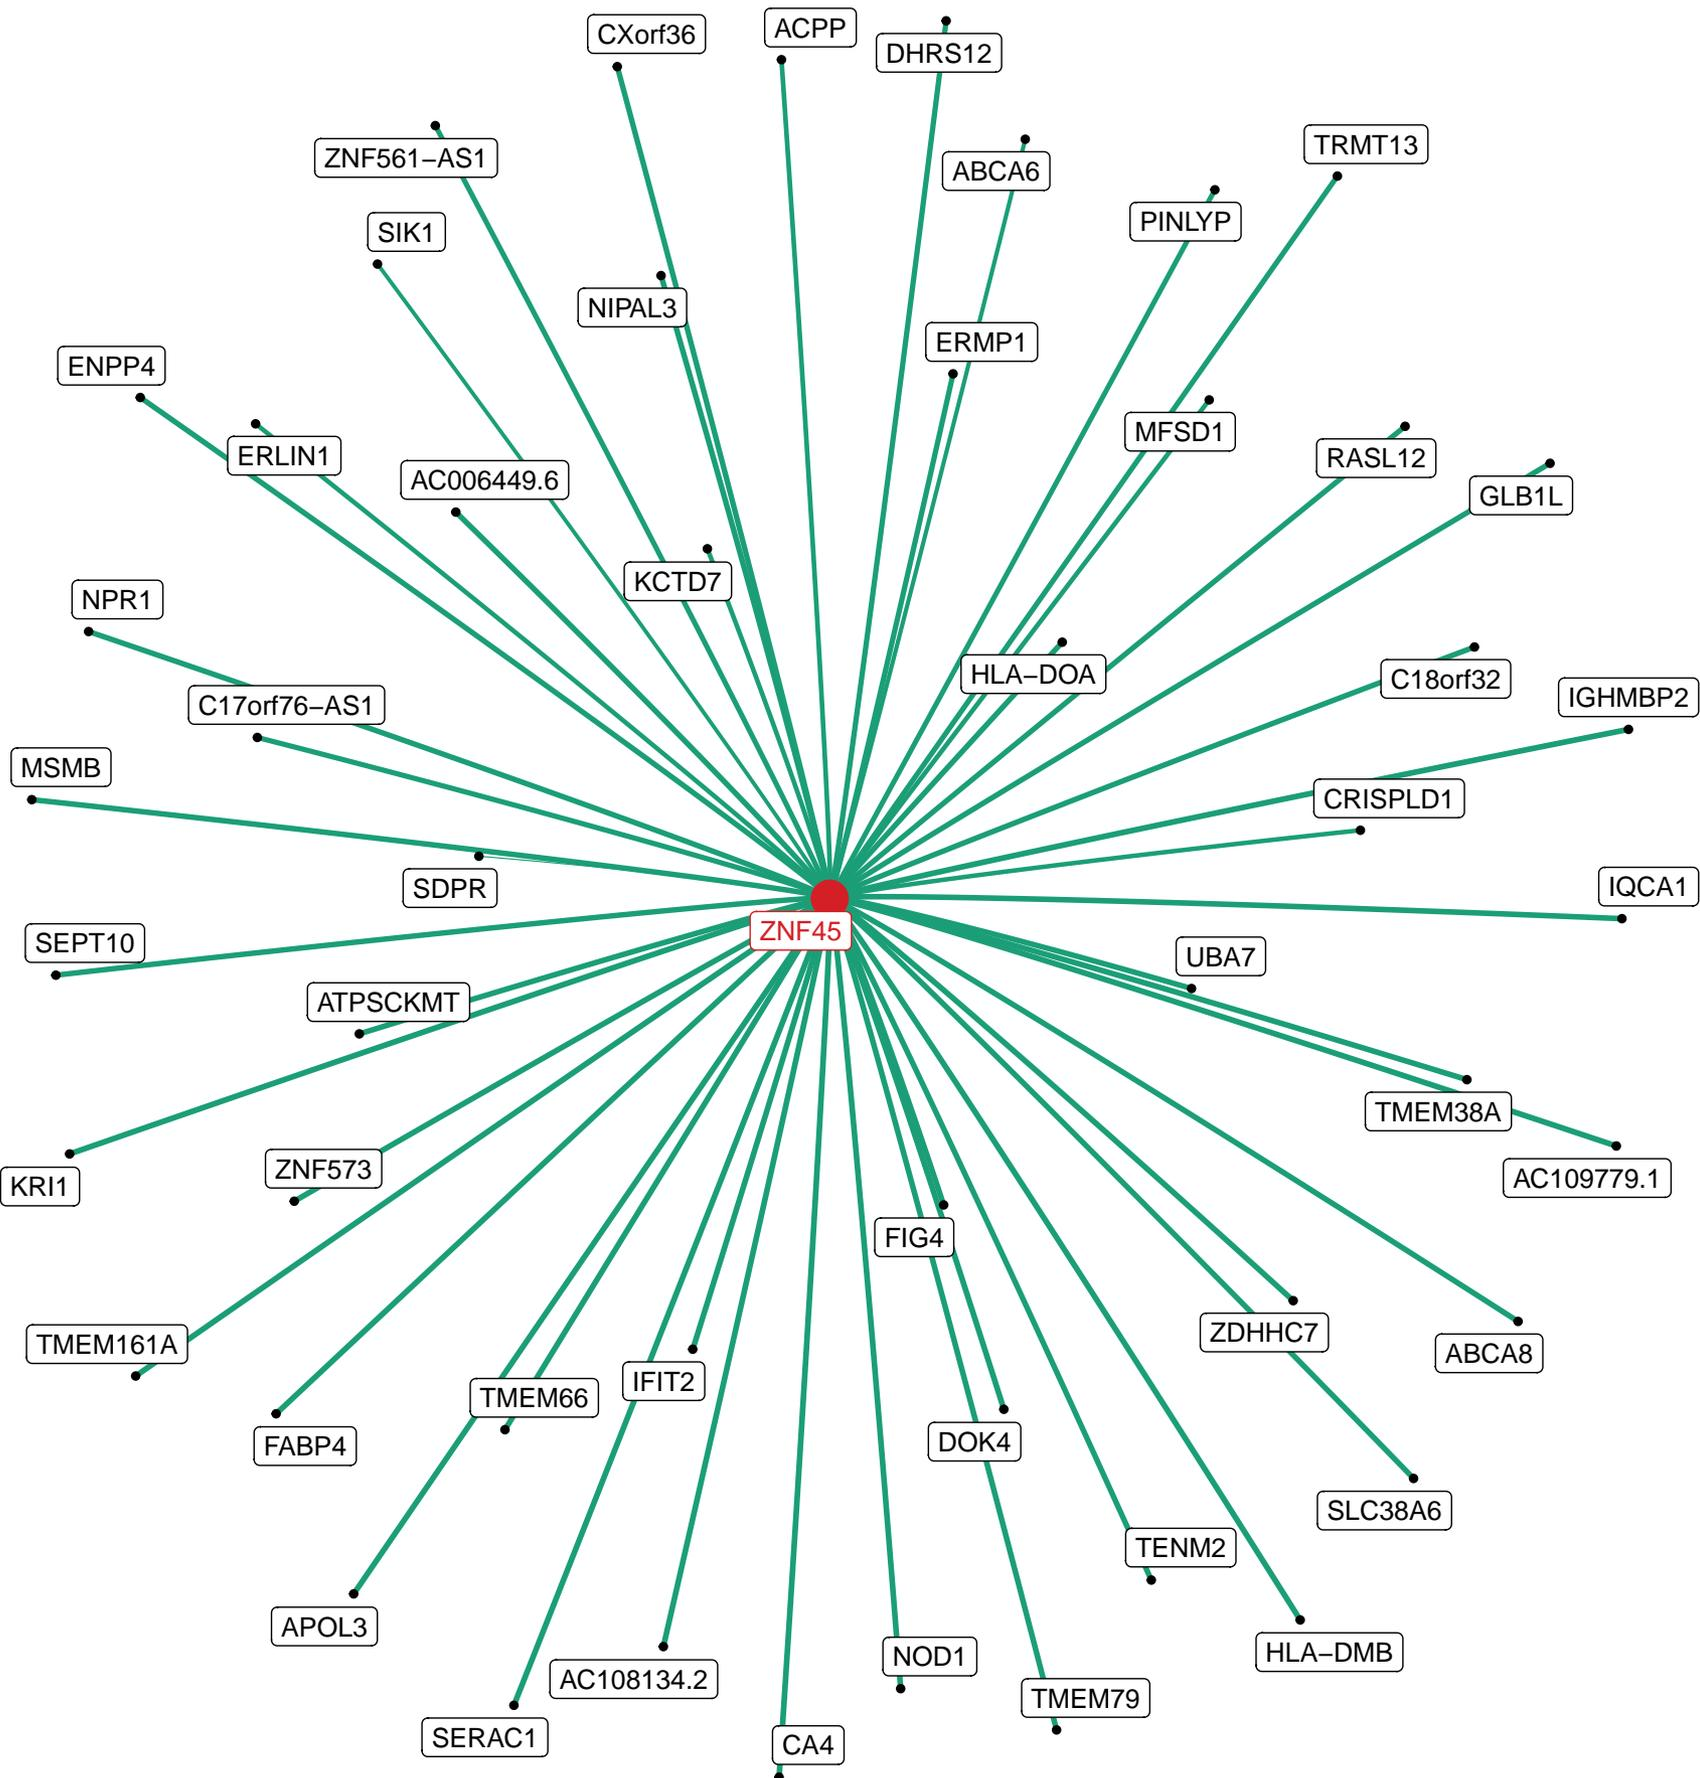 ACPP
CXorf36
DHRS12
TRMT13
ZNF561−AS1
ABCA6
PINLYP
SIK1
NIPAL3
ERMP1
ENPP4
MFSD1
ERLIN1
RASL12
AC006449.6
GLB1L
KCTD7
NPR1
HLA−DOA
C18orf32
IGHMBP2
C17orf76−AS1
MSMB
CRISPLD1
SDPR
IQCA1
ZNF45
SEPT10
UBA7
ATPSCKMT
TMEM38A
ZNF573
AC109779.1
KRI1
FIG4
ZDHHC7
TMEM161A
ABCA8
IFIT2
TMEM66
DOK4
FABP4
SLC38A6
TENM2
APOL3
HLA−DMB
NOD1
AC108134.2
TMEM79
SERAC1
CA4